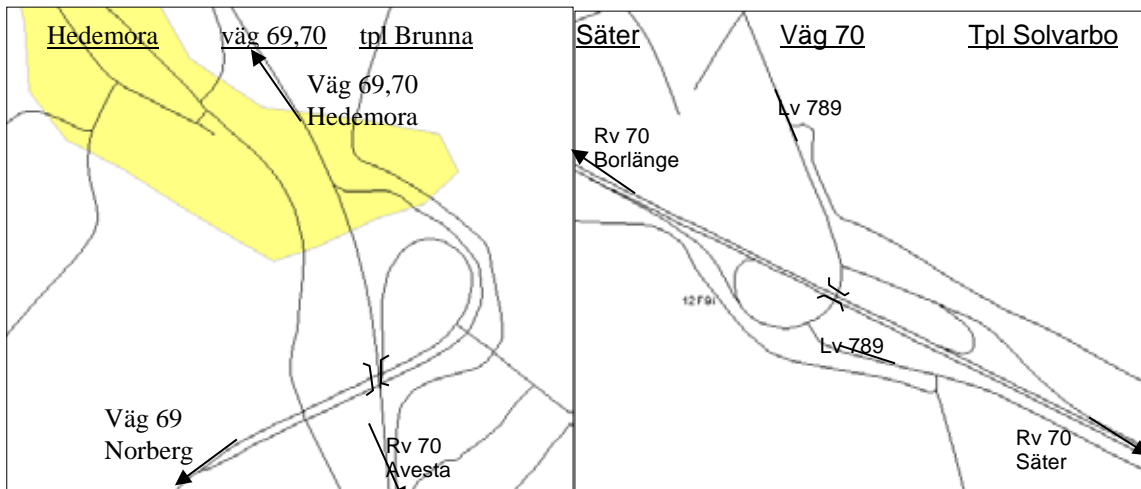 Hedemora väg 69,70 tpl Brunna
Väg 69,70
Hedemora
Väg 69
Norberg
Rv 70
Avesta
Säter Väg 70 Tpl Solvarbo
Lv 789
Rv 70
Borlänge
12F9i
Lv 789
Rv 70
Säter